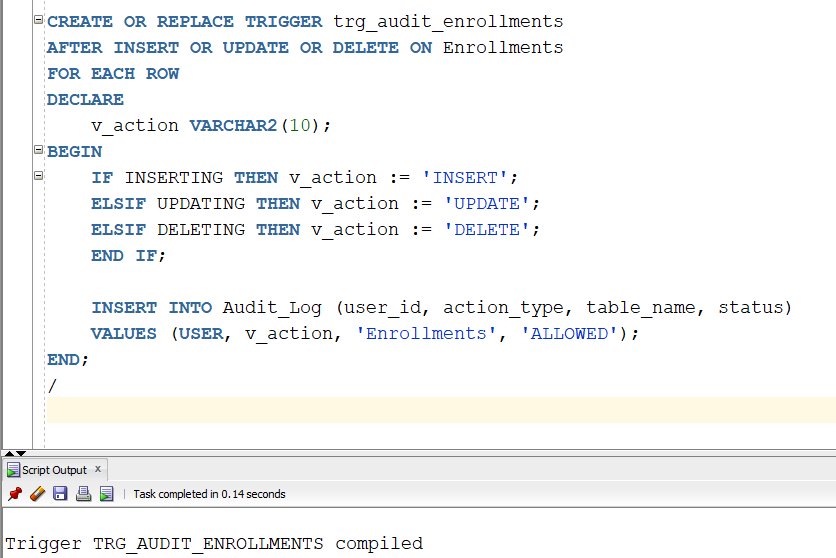 CREATE OR REPLACE TRIGGER trg_audit_enrollments
AFTER INSERT OR UPDATE OR DELETE ON Enrollments
FOR EACH ROW
DECLARE
    v_action VARCHAR2(10);
BEGIN
    IF INSERTING THEN v_action := 'INSERT';
    ELSIF UPDATING THEN v_action := 'UPDATE';
    ELSIF DELETING THEN v_action := 'DELETE';
    END IF;

    INSERT INTO Audit_Log (user_id, action_type, table_name, status)
    VALUES (USER, v_action, 'Enrollments', 'ALLOWED');
END;
/
Script Output x
Task completed in 0.14 seconds
Trigger TRG_AUDIT_ENROLLMENTS compiled